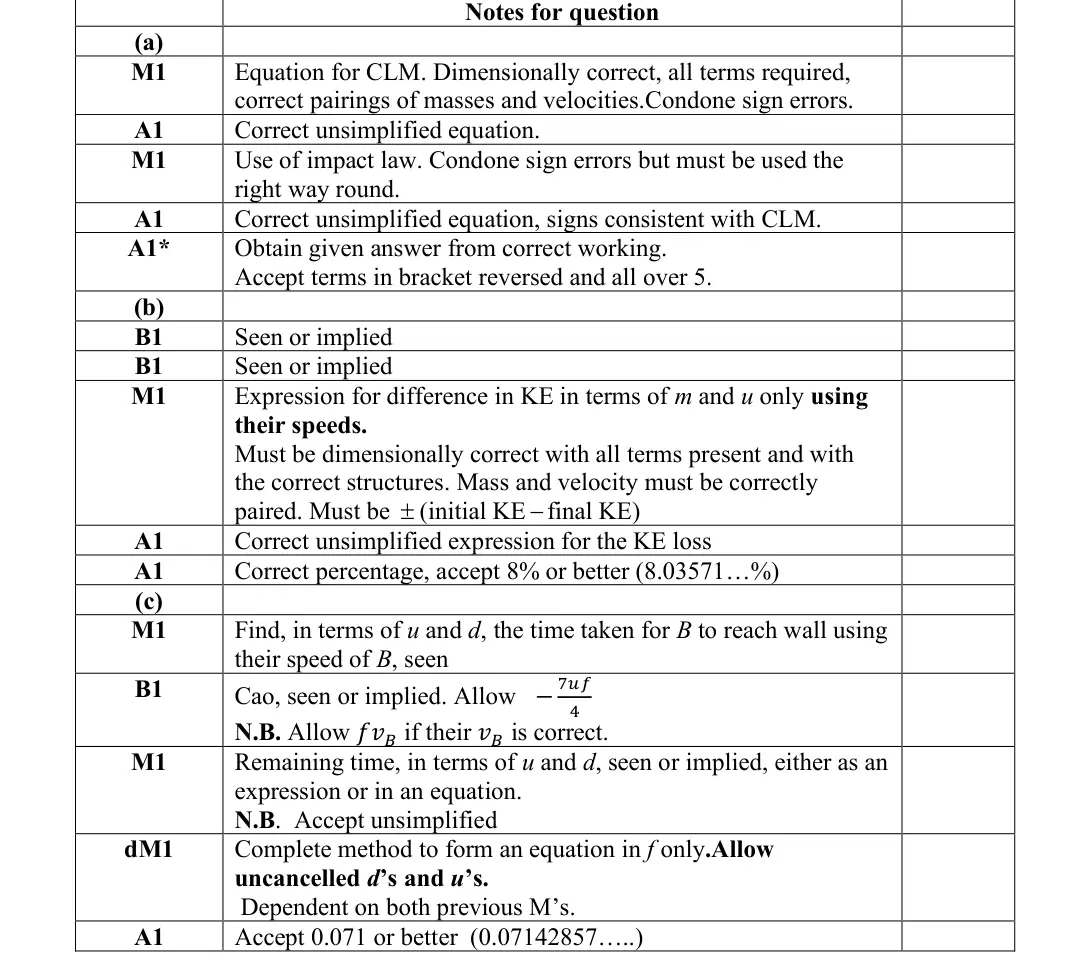 Notes for question
(a)
M1 Equation for CLM. Dimensionally correct, all terms required,
correct pairings of masses and velocities.Condone sign errors.
A1 Correct unsimplified equation.
M1 Use of impact law. Condone sign errors but must be used the
right way round.
A1 Correct unsimplified equation, signs consistent with CLM.
A1* Obtain given answer from correct working.
Accept terms in bracket reversed and all over 5.
(b)
B1 Seen or implied
B1 Seen or implied
M1 Expression for difference in KE in terms of m and u only using
their speeds.
Must be dimensionally correct with all terms present and with
the correct structures. Mass and velocity must be correctly
paired. Must be ± (initial KE – final KE)
A1 Correct unsimplified expression for the KE loss
A1 Correct percentage, accept 8% or better (8.03571…%)
(c)
M1 Find, in terms of u and d, the time taken for B to reach wall using
their speed of B, seen
B1 Cao, seen or implied. Allow −7uf/4
N.B. Allow fv_B if their v_B is correct.
M1 Remaining time, in terms of u and d, seen or implied, either as an
expression or in an equation.
N.B. Accept unsimplified
dM1 Complete method to form an equation in f only.Allow
uncancelled d’s and u’s.
Dependent on both previous M’s.
A1 Accept 0.071 or better (0.07142857…..)